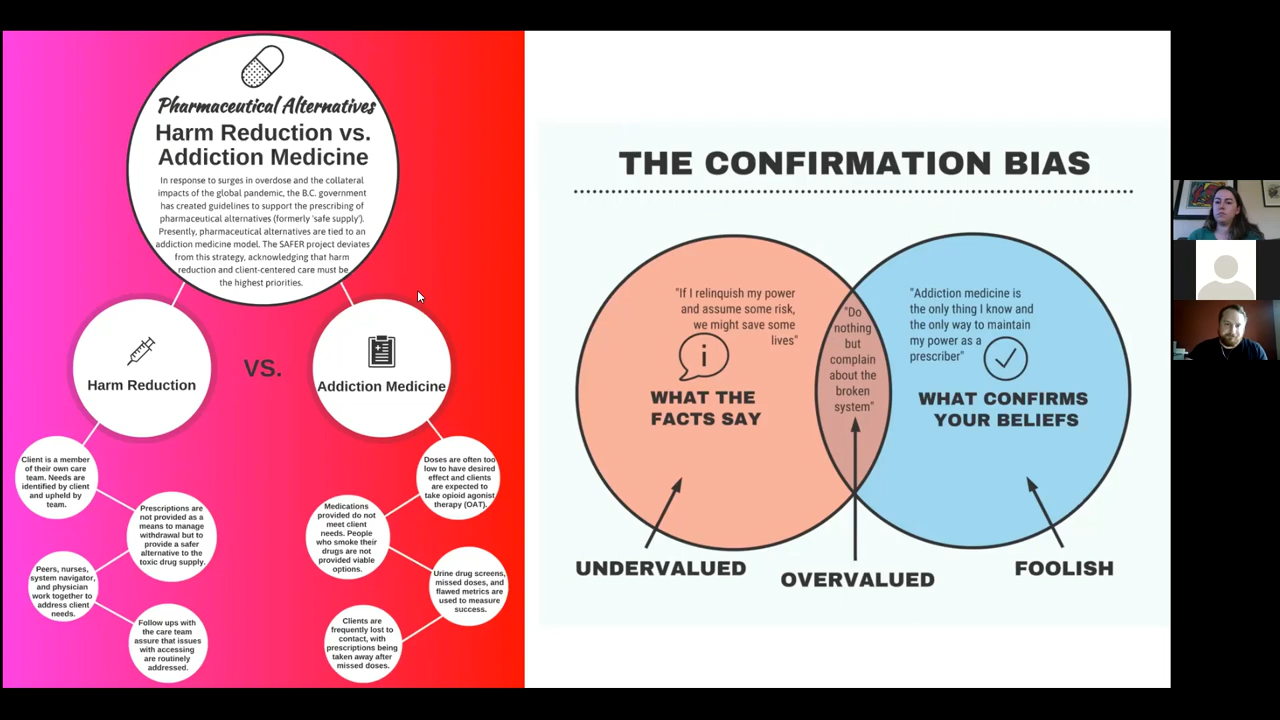 Pharmaceutical Alternatives
Harm Reduction vs.
Addiction Medicine
In response to surges in overdose and the collateral
impacts of the global pandemic, the B.C. government
has created guidelines to support the prescribing of
pharmaceutical alternatives (formerly 'safe supply').
Presently, pharmaceutical alternatives are tied to an
addiction medicine model. The SAFER project deviates
from this strategy, acknowledging that harm
reduction and client-centered care must be
the highest priorities.
Harm Reduction
VS.
Addiction Medicine
Client is a member
of their own care
team. Needs are
identified by client
and upheld by
team.
Prescriptions are
not provided as a
means to manage
withdrawal but to
provide a safer
alternative to the
toxic drug supply.
Peers, nurses,
system navigator,
and physician
work together to
address client
needs.
Follow ups with
the care team
assure that issues
with accessing
are routinely
addressed.
Doses are often too
low to have desired
effect and clients
are expected to
take opioid agonist
therapy (OAT).
Medications
provided do not
meet client
needs. People
who smoke their
drugs are not
provided viable
options.
Urine drug screens,
missed doses, and
flawed metrics are
used to measure
success.
Clients are
frequently lost to
contact, with
prescriptions being
taken away after
missed doses.
THE CONFIRMATION BIAS
"If I relinquish my power
and assume some risk,
we might save some
lives"
WHAT THE
FACTS SAY
"Do
nothing
but
complain
about the
broken
system"
"Addiction medicine is
the only thing I know and
the only way to maintain
my power as a
prescriber"
WHAT CONFIRMS
YOUR BELIEFS
UNDERVALUED
OVERVALUED
FOOLISH